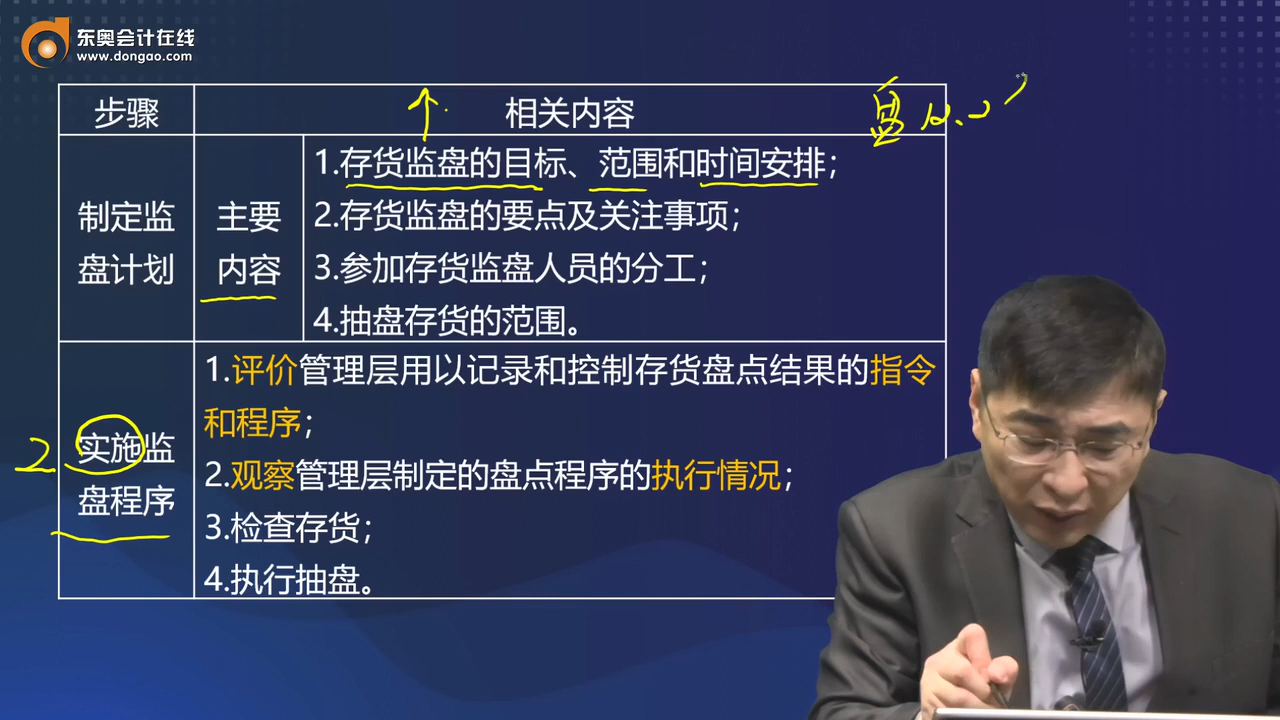 东奥会计在线
www.dongao.com
步骤
相关内容
盘
制定监
盘计划
主要
内容
1.存货监盘的目标、范围和时间安排；
2.存货监盘的要点及关注事项；
3.参加存货监盘人员的分工；
4.抽盘存货的范围。
2
实施监
盘程序
1.评价管理层用以记录和控制存货盘点结果的指令
和程序；
2.观察管理层制定的盘点程序的执行情况；
3.检查存货；
4.执行抽盘。